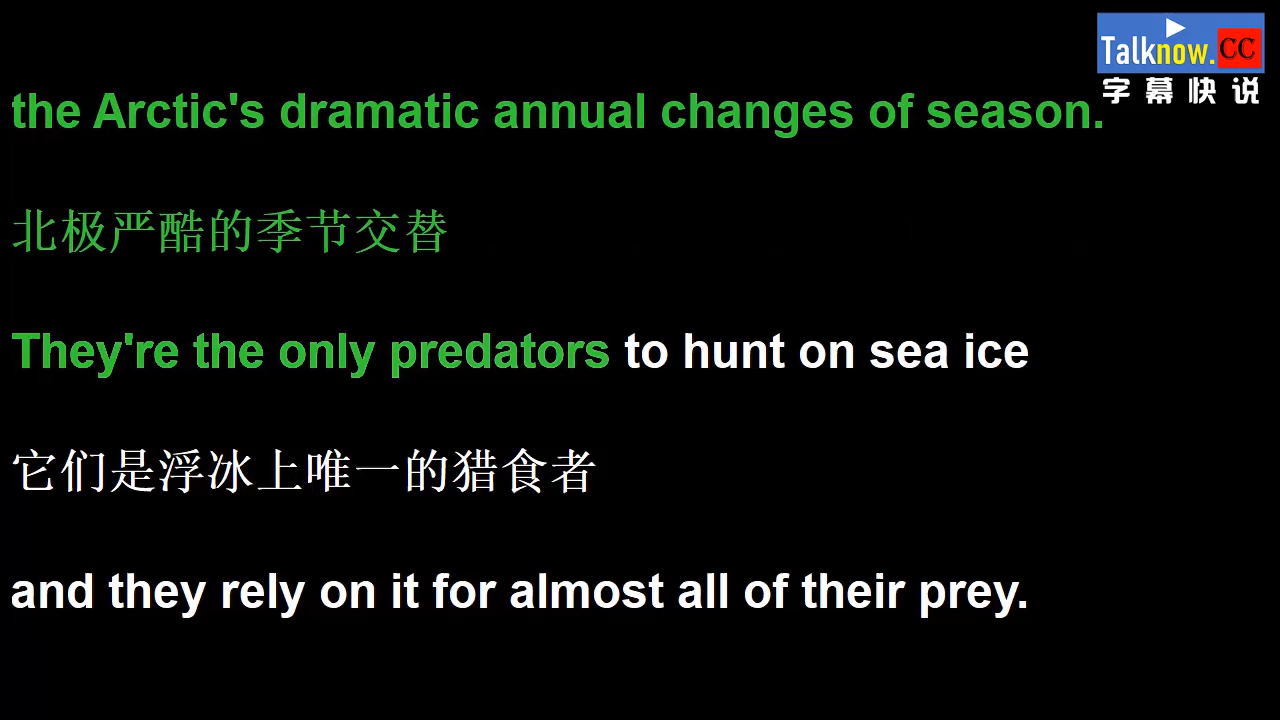 Talknow.CC
字幕快说
the Arctic's dramatic annual changes of season.
北极严酷的季节交替
They're the only predators to hunt on sea ice
它们是浮冰上唯一的猎食者
and they rely on it for almost all of their prey.